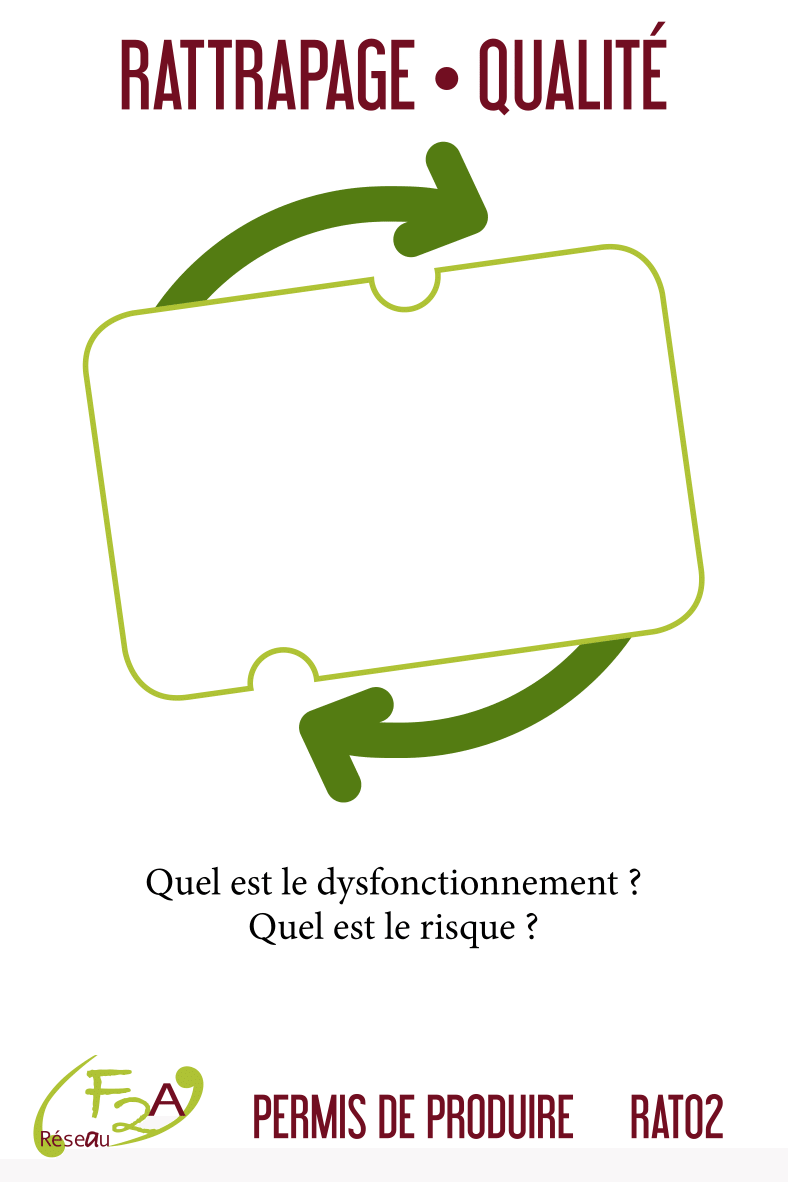 RATTRAPAGE • QUALITÉ
Quel est le dysfonctionnement ?
Quel est le risque ?
F2A
Réseau
PERMIS DE PRODUIRE RAT02